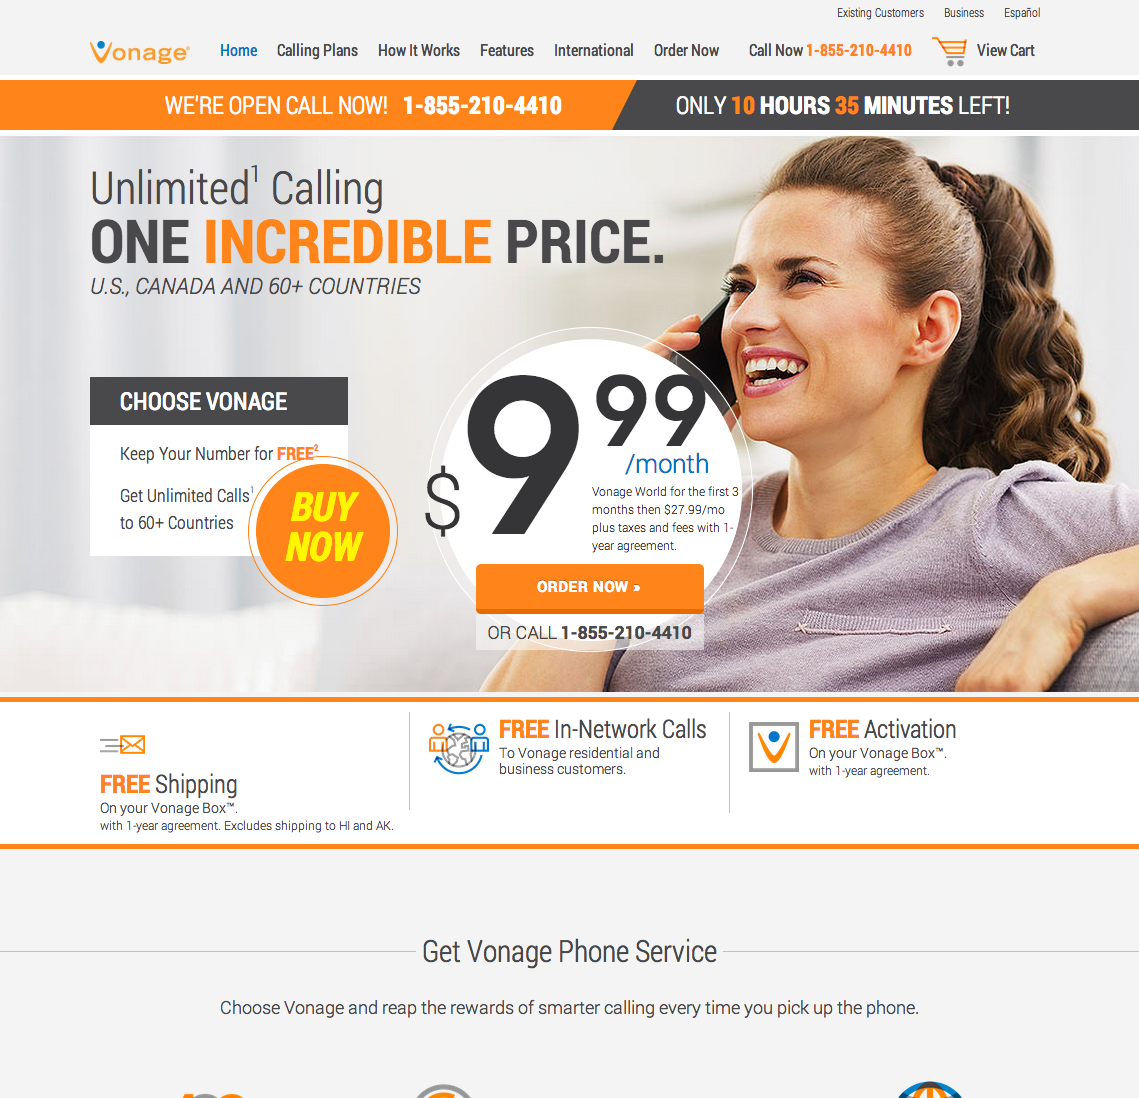 Existing Customers Business Español
Vonage® Home Calling Plans How It Works Features International Order Now Call Now 1-855-210-4410 View Cart
WE'RE OPEN CALL NOW! 1-855-210-4410 ONLY 10 HOURS 35 MINUTES LEFT!
Unlimited1 Calling
ONE INCREDIBLE PRICE.
U.S., CANADA AND 60+ COUNTRIES
CHOOSE VONAGE
Keep Your Number for FREE2
Get Unlimited Calls1
to 60+ Countries
BUY
NOW
$9 99
/month
Vonage World for the first 3
months then $27.99/mo
plus taxes and fees with 1-
year agreement.
ORDER NOW »
OR CALL 1-855-210-4410
FREE Shipping
On your Vonage Box™.
with 1-year agreement. Excludes shipping to HI and AK.
FREE In-Network Calls
To Vonage residential and
business customers.
FREE Activation
On your Vonage Box™.
with 1-year agreement.
Get Vonage Phone Service
Choose Vonage and reap the rewards of smarter calling every time you pick up the phone.